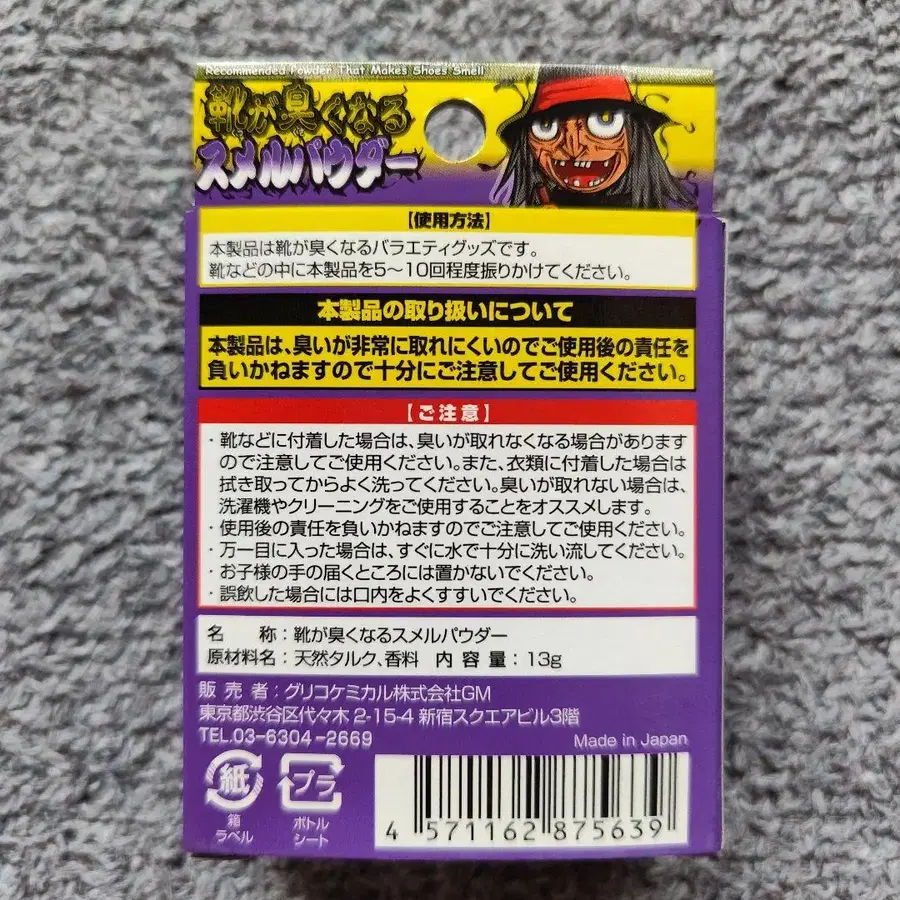 Recommended Powder That Makes Shoes Smell
靴が臭くなる
スメルパウダー
【使用方法】
本製品は靴が臭くなるバラエティグッズです。
靴などの中に本製品を5〜10回程度振りかけてください。
本製品の取り扱いについて
本製品は、臭いが非常に取れにくいのでご使用後の責任を
負いかねますので十分にご注意してご使用ください。
【ご注意】
・靴などに付着した場合は、臭いが取れなくなる場合があります
ので注意してご使用ください。また、衣類に付着した場合は
拭き取ってからよく洗ってください。臭いが取れない場合は、
洗濯機やクリーニングをご使用することをオススメします。
・使用後の責任を負いかねますのでご注意してご使用ください。
・万一目に入った場合は、すぐに水で十分に洗い流してください。
・お子様の手の届くところには置かないでください。
・誤飲した場合には口内をよくすすいでください。
名 称：靴が臭くなるスメルパウダー
原材料名：天然タルク、香料 内容量：13g
販売者：グリコケミカル株式会社GM
東京都渋谷区代々木 2-15-4 新宿スクエアビル3階
TEL.03-6304-2669
Made in Japan
紙
箱
ラベル
プラ
ボトル
シート
4 571162 875639